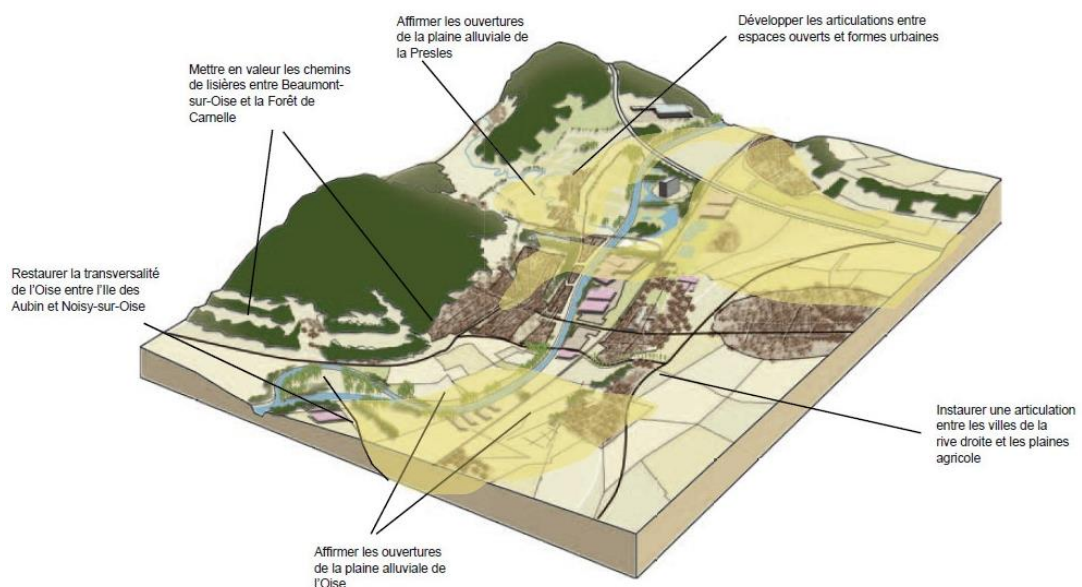 Affirmer les ouvertures
de la plaine alluviale de
la Presles
Développer les articulations entre
espaces ouverts et formes urbaines
Mettre en valeur les chemins
de lisières entre Beaumont-
sur-Oise et la Forêt de
Carnelle
Restaurer la transversalité
de l'Oise entre l'Ile des
Aubin et Noisy-sur-Oise
Instaurer une articulation
entre les villes de la
rive droite et les plaines
agricole
Affirmer les ouvertures
de la plaine alluviale de
l'Oise